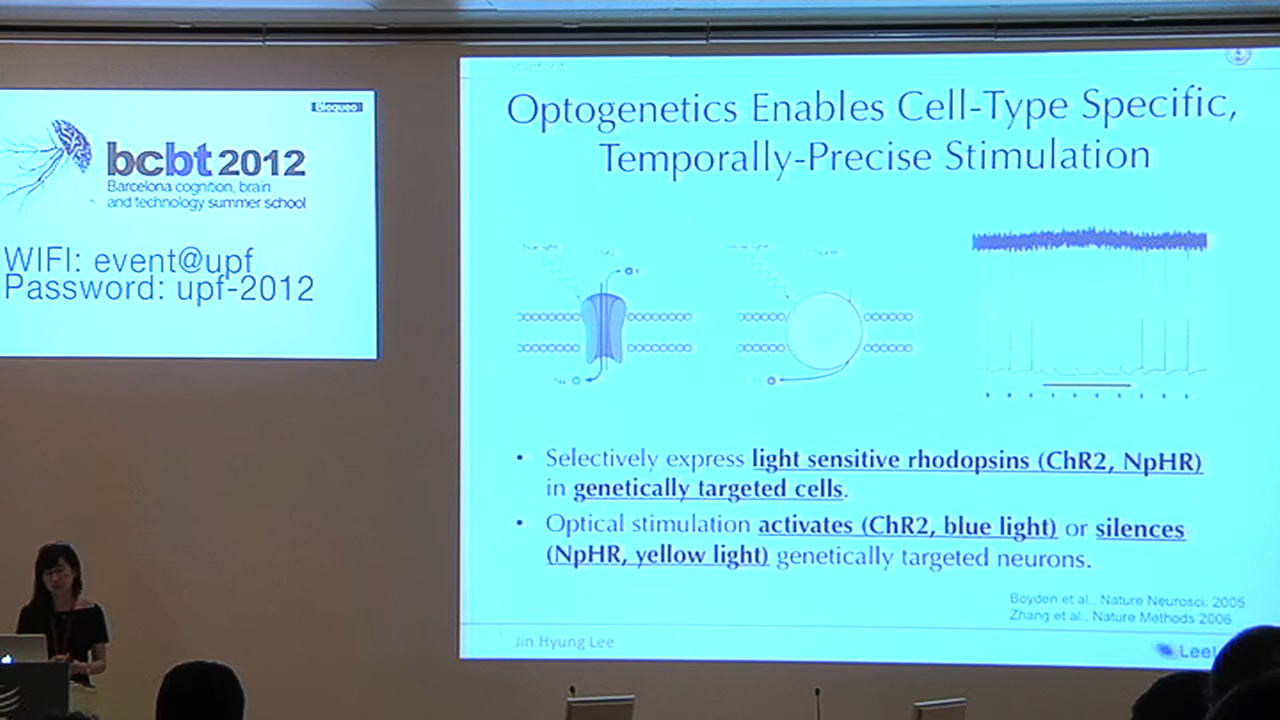 Bloqueo
bcbt 2012
Barcelona cognition, brain
and technology summer school
WIFI: event@upf
Password: upf-2012
Stanford
Optogenetics Enables Cell-Type Specific,
Temporally-Precise Stimulation
• Selectively express light sensitive rhodopsins (ChR2, NpHR)
in genetically targeted cells.
• Optical stimulation activates (ChR2, blue light) or silences
(NpHR, yellow light) genetically targeted neurons.
Boyden et al., Nature Neurosci. 2005
Zhang et al., Nature Methods 2006
Jin Hyung Lee